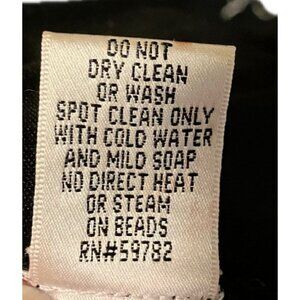 DO NOT
DRY CLEAN
OR WASH
SPOT CLEAN ONLY
WITH COLD WATER
AND MILD SOAP
NO DIRECT HEAT
OR STEAM
ON BEADS
RN#59782